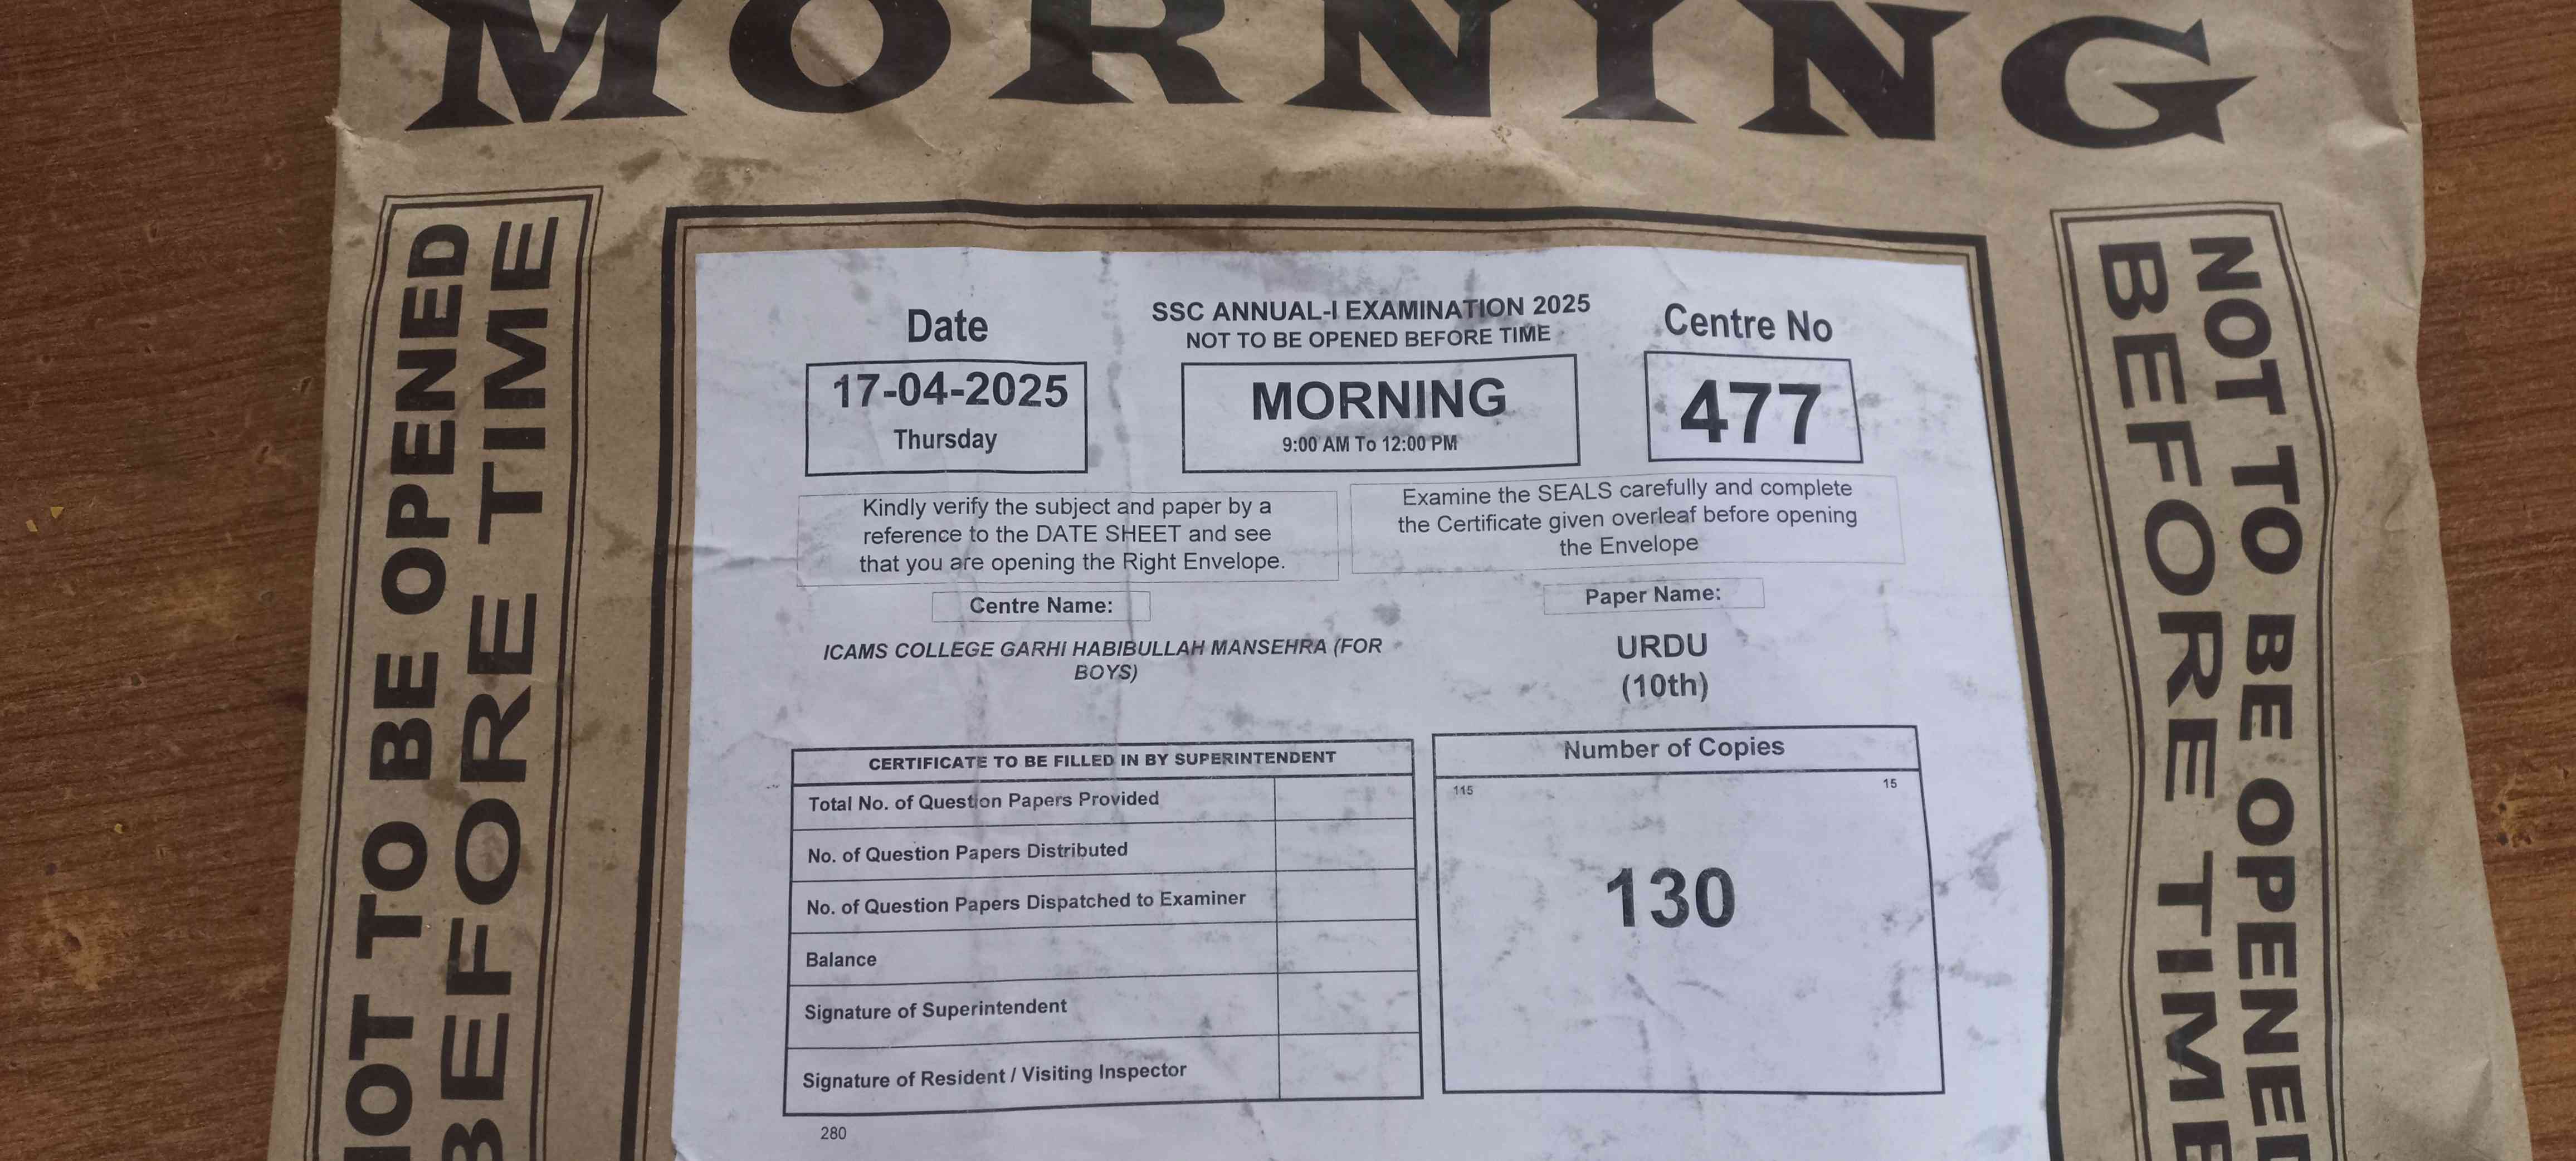 MORNING
NOT TO BE OPENED
BEFORE TIME
SSC ANNUAL-I EXAMINATION 2025
NOT TO BE OPENED BEFORE TIME
Date
17-04-2025
Thursday
MORNING
9:00 AM To 12:00 PM
Centre No
477
Kindly verify the subject and paper by a
reference to the DATE SHEET and see
that you are opening the Right Envelope.
Examine the SEALS carefully and complete
the Certificate given overleaf before opening
the Envelope
Centre Name:
ICAMS COLLEGE GARHI HABIBULLAH MANSEHRA (FOR
BOYS)
Paper Name:
URDU
(10th)
CERTIFICATE TO BE FILLED IN BY SUPERINTENDENT
Total No. of Question Papers Provided
No. of Question Papers Distributed
No. of Question Papers Dispatched to Examiner
Balance
Signature of Superintendent
Signature of Resident / Visiting Inspector
Number of Copies
115 15
130
280
NOT TO BE OPENED
BEFORE TIME